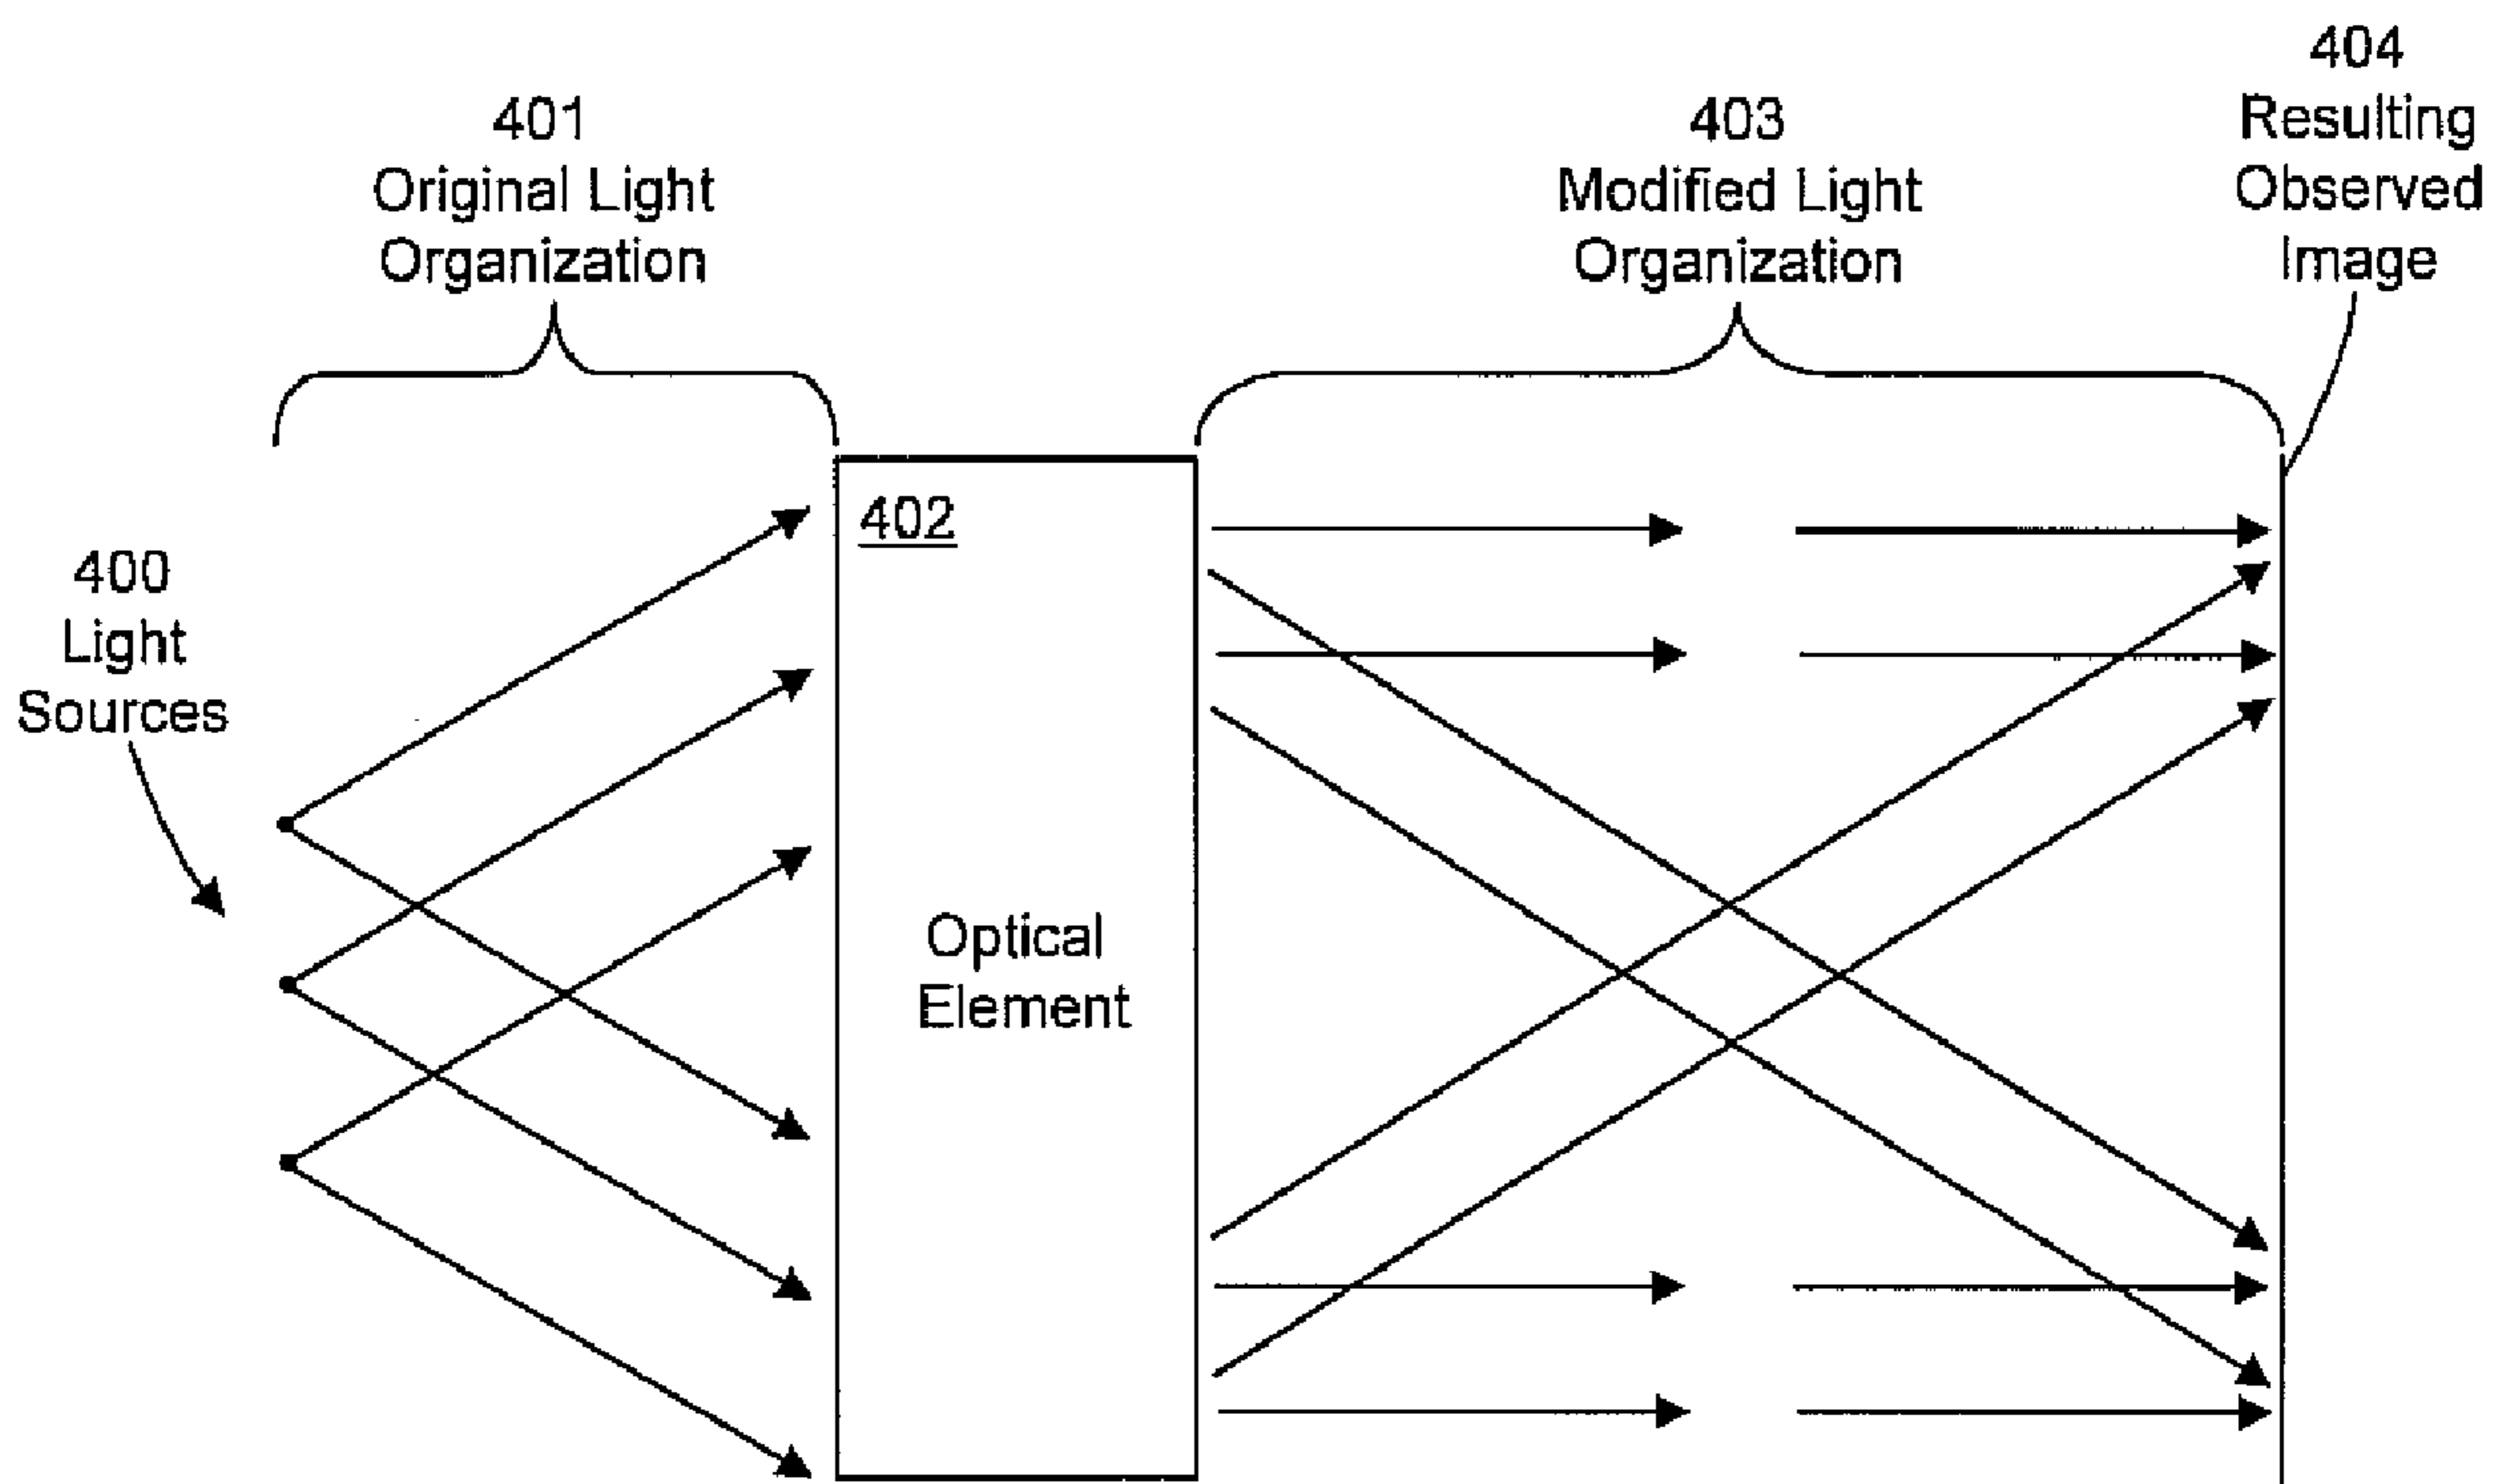 401
Original Light
Organization
403
Modified Light
Organization
404
Resulting
Observed
Image
400
Light
Sources
402
Optical
Element